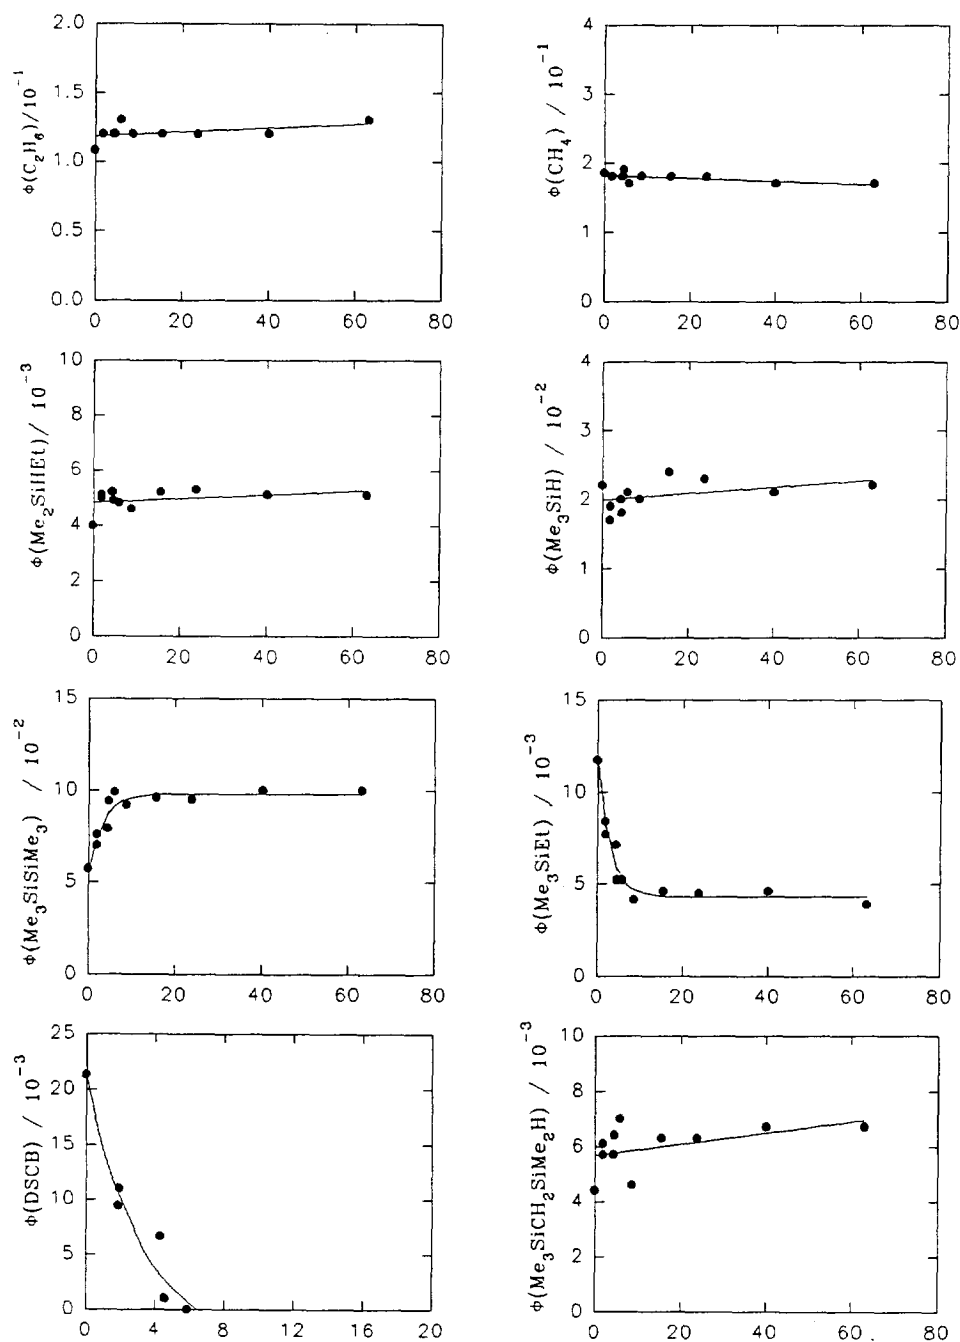 Φ(C₂H₆)/10⁻¹
2.0
1.5
1.0
0.5
0.0
0 20 40 60 80
Φ(CH₄) / 10⁻¹
4
3
2
1
0
0 20 40 60 80
Φ(Me₂SiHEt)/ 10⁻³
10
8
6
4
2
0
0 20 40 60 80
Φ(Me₃SiH) / 10⁻²
4
3
2
1
0
0 20 40 60 80
Φ(Me₃SiSiMe₃) / 10⁻²
15
10
5
0
0 20 40 60 80
Φ(Me₃SiEt) / 10⁻³
15
10
5
0
0 20 40 60 80
Φ(DSCB) / 10⁻³
25
20
15
10
5
0
0 4 8 12 16 20
Φ(Me₃SiCH₂SiMe₂H) / 10⁻³
10
8
6
4
2
0
0 20 40 60 80